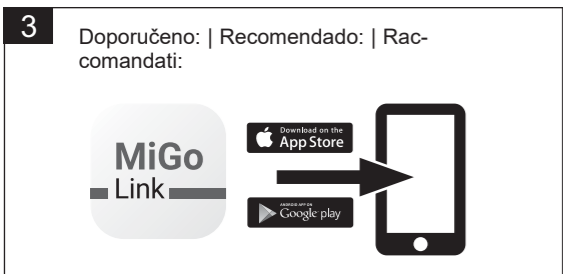 3
Doporučeno: | Recomendado: | Rac-
comandati:
MiGo
Link
Download on the
App Store
ANDROID APP ON
Google play